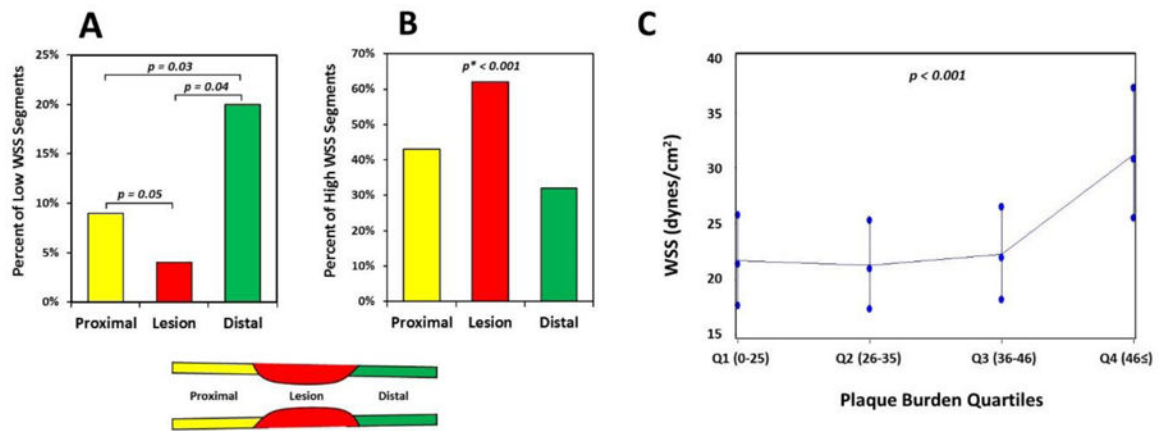 A
25%
20%
15%
10%
5%
0%
Percent of Low WSS Segments
p = 0.03
p = 0.04
p = 0.05
Proximal Lesion Distal
B
70%
60%
50%
40%
30%
20%
10%
0%
Percent of High WSS Segments
p* < 0.001
Proximal Lesion Distal
Proximal Lesion Distal
C
40
35
30
25
20
15
WSS (dynes/cm²)
p < 0.001
Q1 (0-25) Q2 (26-35) Q3 (36-46) Q4 (46≤)
Plaque Burden Quartiles